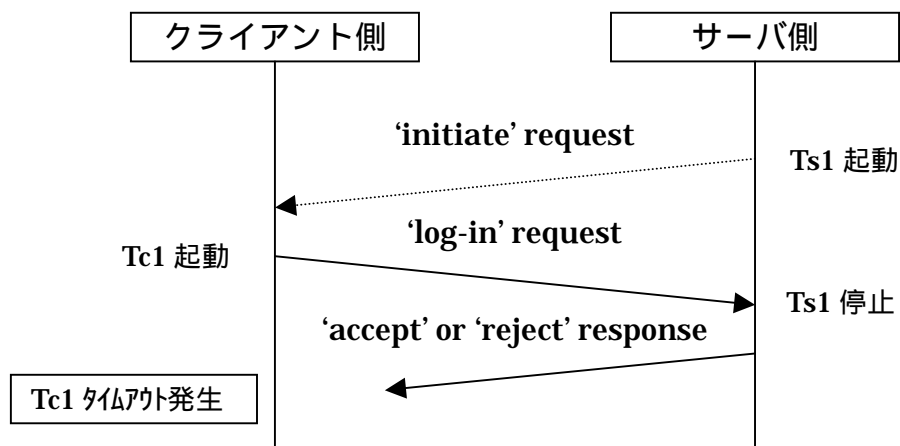 クライアント側
サーバ側
‘initiate’ request
Ts1 起動
‘log-in’ request
Tc1 起動
Ts1 停止
‘accept’ or ‘reject’ response
Tc1 ﾀｲﾑｱｳﾄ発生